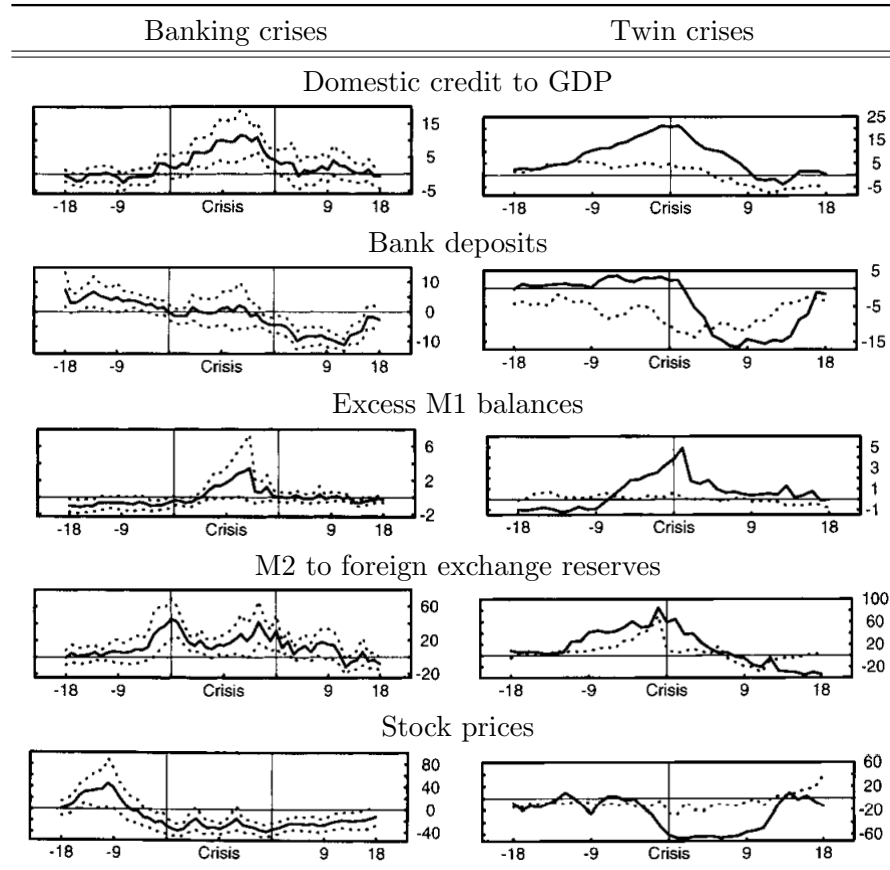 Banking crises Twin crises
Domestic credit to GDP
15
5
-5
-18 -9 Crisis 9 18
25
15
5
-5
-18 -9 Crisis 9 18
Bank deposits
10
0
-10
-18 -9 Crisis 9 18
5
-5
-15
-18 -9 Crisis 9 18
Excess M1 balances
6
2
-2
-18 -9 Crisis 9 18
5
3
1
-1
-18 -9 Crisis 9 18
M2 to foreign exchange reserves
60
20
-20
-18 -9 Crisis 9 18
100
60
20
-20
-18 -9 Crisis 9 18
Stock prices
80
40
0
-40
-18 -9 Crisis 9 18
60
20
-20
-60
-18 -9 Crisis 9 18